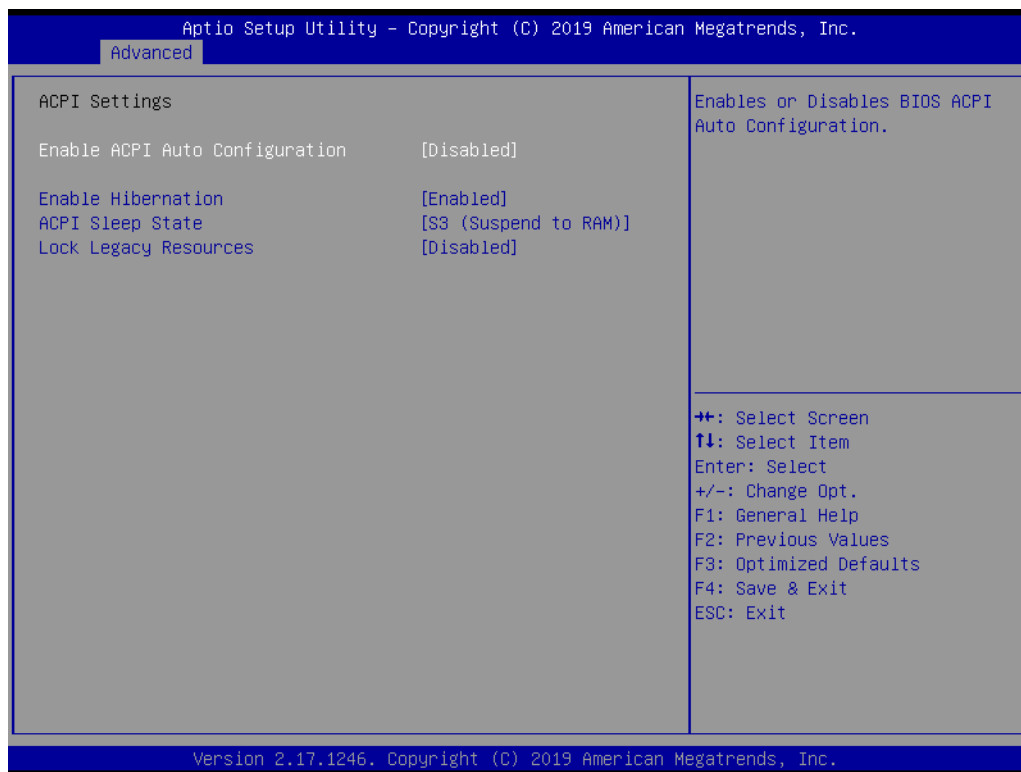 Aptio Setup Utility – Copyright (C) 2019 American Megatrends, Inc.
Advanced
ACPI Settings
Enable ACPI Auto Configuration [Disabled]
Enable Hibernation [Enabled]
ACPI Sleep State [S3 (Suspend to RAM)]
Lock Legacy Resources [Disabled]
Enables or Disables BIOS ACPI
Auto Configuration.
→←: Select Screen
↑↓: Select Item
Enter: Select
+/-: Change Opt.
F1: General Help
F2: Previous Values
F3: Optimized Defaults
F4: Save & Exit
ESC: Exit
Version 2.17.1246. Copyright (C) 2019 American Megatrends, Inc.